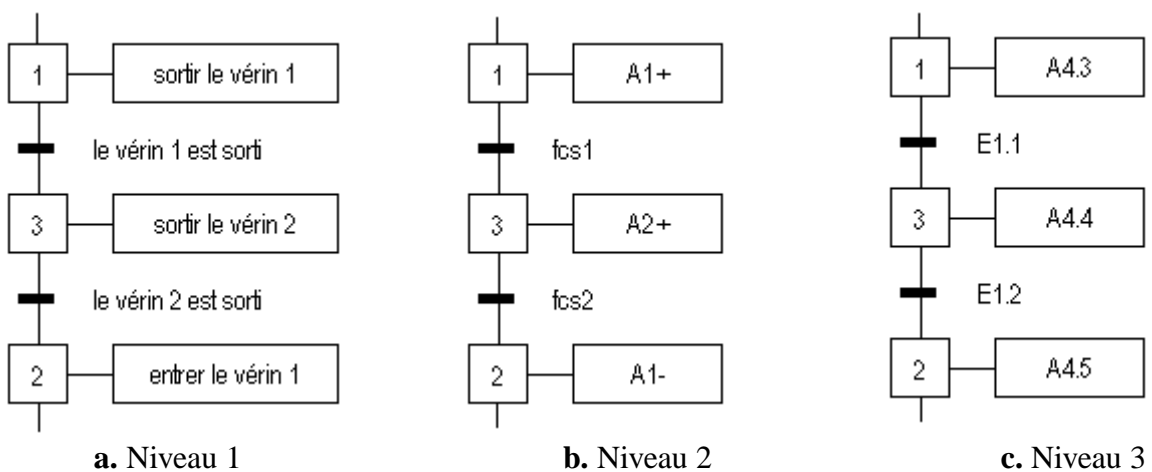 1 sortir le vérin 1
le vérin 1 est sorti
3 sortir le vérin 2
le vérin 2 est sorti
2 entrer le vérin 1
a. Niveau 1
1 A1+
fcs1
3 A2+
fcs2
2 A1-
b. Niveau 2
1 A4.3
E1.1
3 A4.4
E1.2
2 A4.5
c. Niveau 3